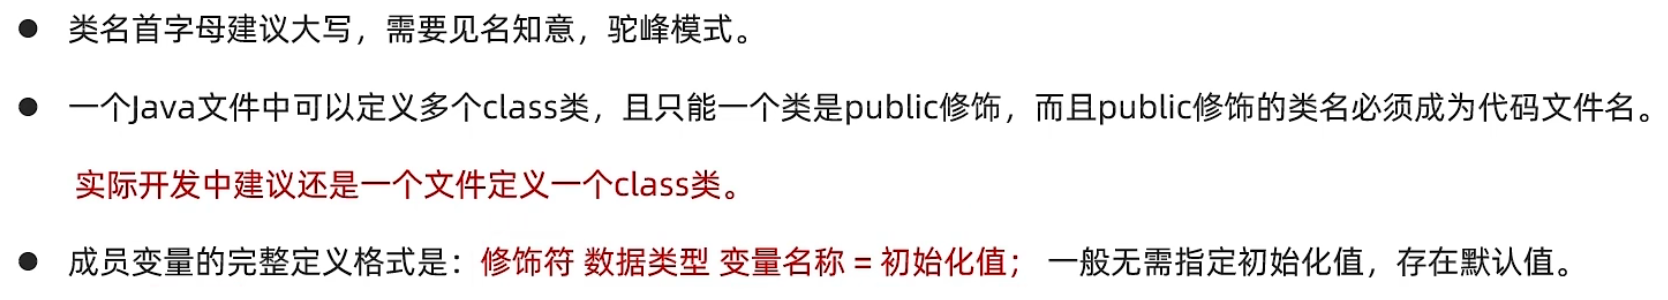 ● 类名首字母建议大写，需要见名知意，驼峰模式。
● 一个Java文件中可以定义多个class类，且只能一个类是public修饰，而且public修饰的类名必须成为代码文件名。
实际开发中建议还是一个文件定义一个class类。
● 成员变量的完整定义格式是：修饰符 数据类型 变量名称 = 初始化值； 一般无需指定初始化值，存在默认值。